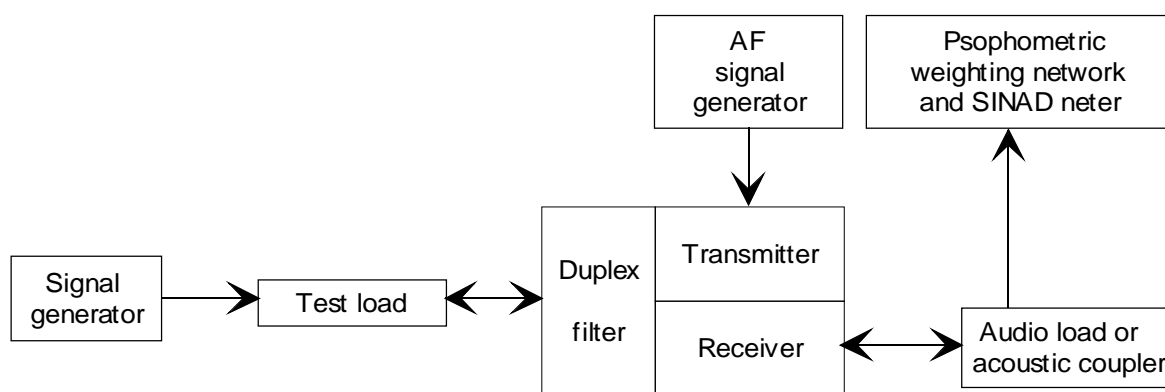 AF
signal
generator
Psophometric
weighting network
and SINAD neter
Signal
generator
Test load
Duplex
filter
Transmitter
Receiver
Audio load or
acoustic coupler